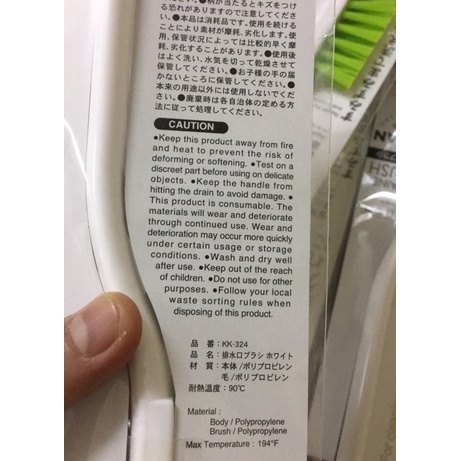 る恐れがありますので注意してくださ
い。●本品は消耗品です。使用を続ける
ことにより素材が摩耗、劣化します。使
用、保管状況によっては比較的早く摩
耗、劣化することがあります。●使用後
はよく洗い、水気を切って乾燥させて
保管してください。●お子様の手の届
かないところに保管してください。●
本来の用途以外には使用しないでくだ
さい。●廃棄時は各自治体の定める方
法に従って処理してください。
CAUTION
●Keep this product away from fire
and heat to prevent the risk of
deforming or softening. ●Test on a
discreet part before using on delicate
objects. ●Keep the handle from
hitting the drain to avoid damage. ●
This product is consumable. The
materials will wear and deteriorate
through continued use. Wear and
deterioration may occur more quickly
under certain usage or storage
conditions. ●Wash and dry well
after use. ●Keep out of the reach
of children. ●Do not use for other
purposes. ●Follow your local
waste sorting rules when
disposing of this product.
品 番：KK-324
品 名：排水口ブラシ ホワイト
材 質：本体/ポリプロピレン
毛/ポリプロピレン
耐熱温度：90℃
Material :
Body / Polypropylene
Brush / Polypropylene
Max Temperature : 194°F